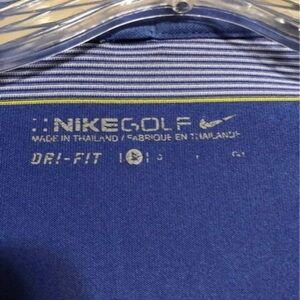 NIKEGOLF
MADE IN THAILAND / FABRIQUE EN THAILANDE
DRI-FIT S